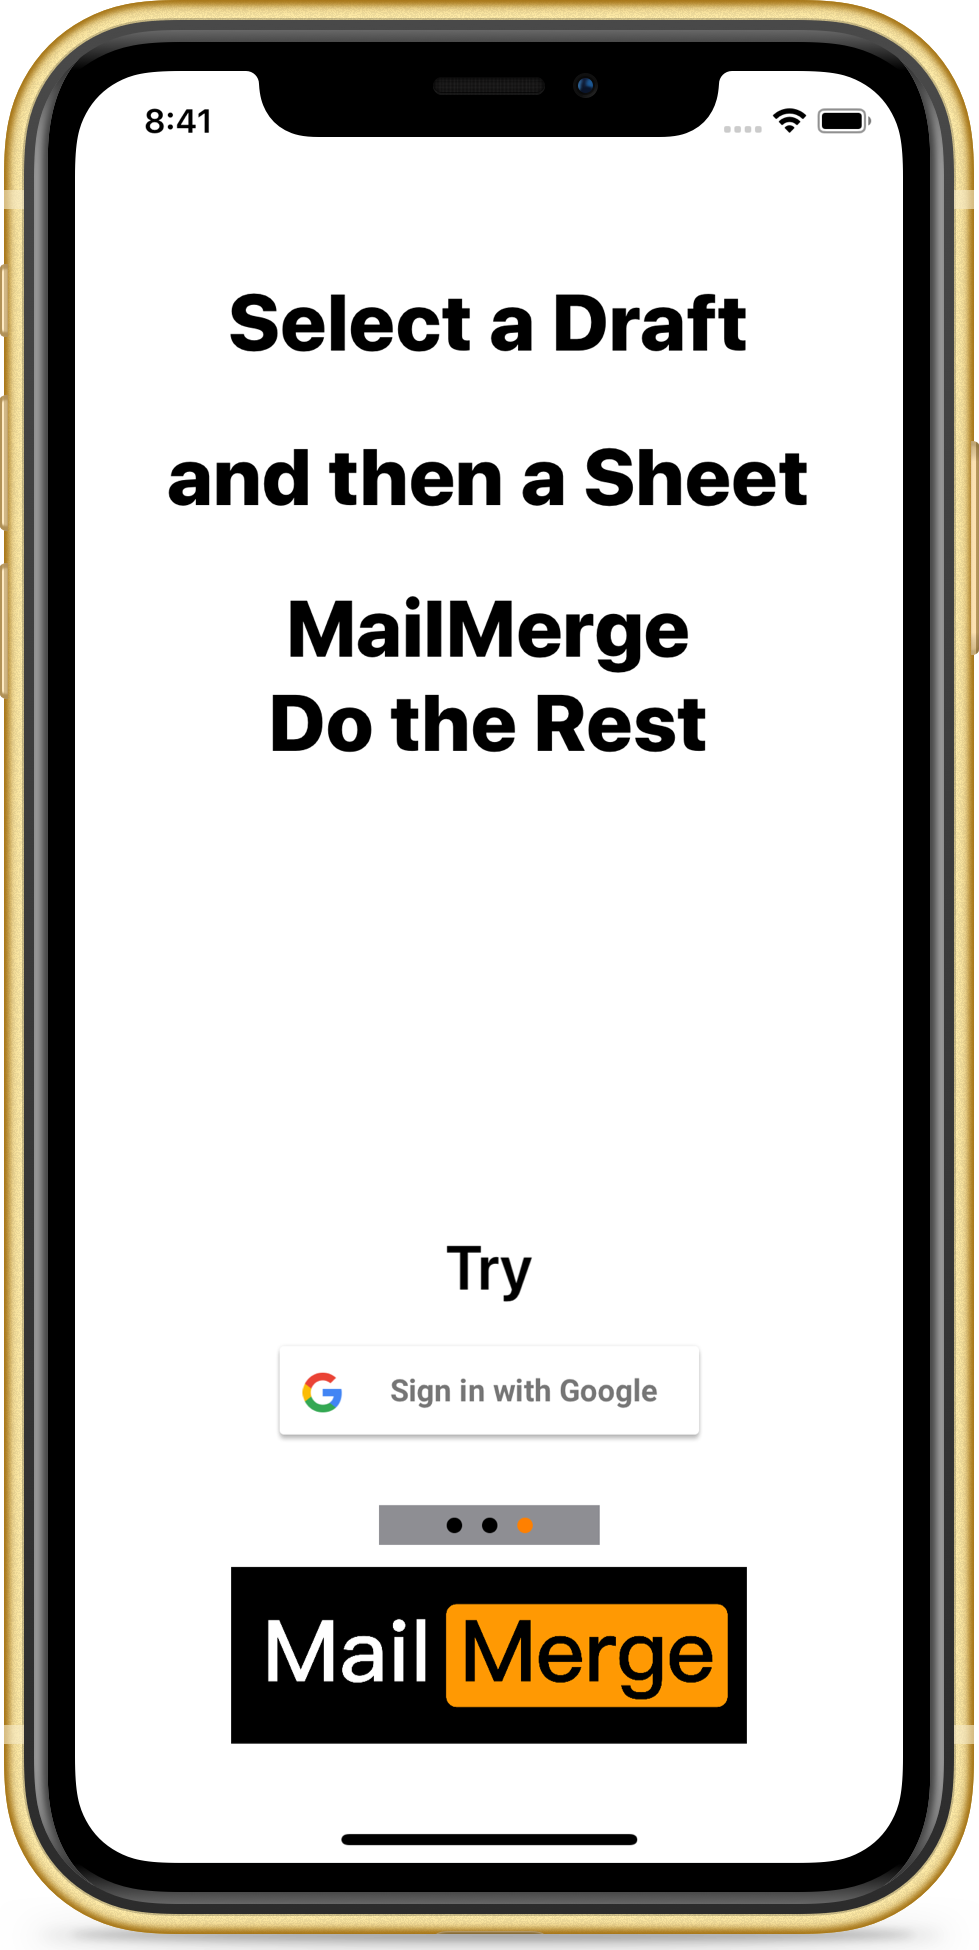 8:41
Select a Draft
and then a Sheet
MailMerge
Do the Rest
Try
Sign in with Google
Mail Merge